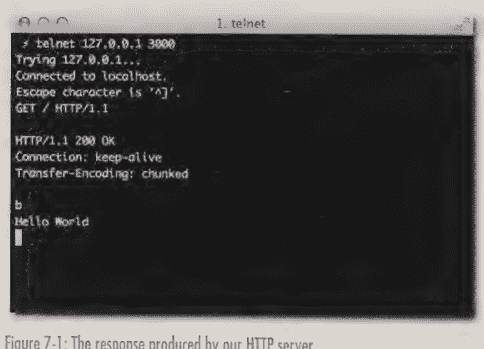 1. telnet
telnet 127.0.0.1 3000
Trying 127.0.0.1...
Connected to localhost.
Escape character is '^]'.
GET / HTTP/1.1
HTTP/1.1 200 OK
Connection: keep-alive
Transfer-Encoding: chunked
b
Hello World
Figure 7-1: The response produced by our HTTP server